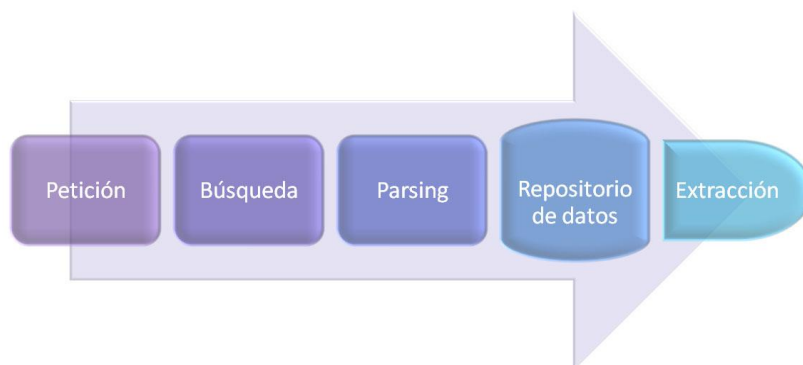 Petición
Búsqueda
Parsing
Repositorio
de datos
Extracción